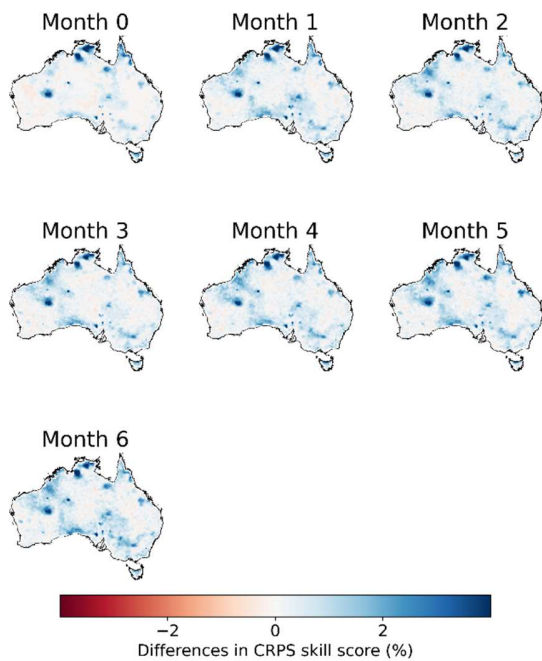 Month 0
Month 1
Month 2
Month 3
Month 4
Month 5
Month 6
−2
0
2
Differences in CRPS skill score (%)